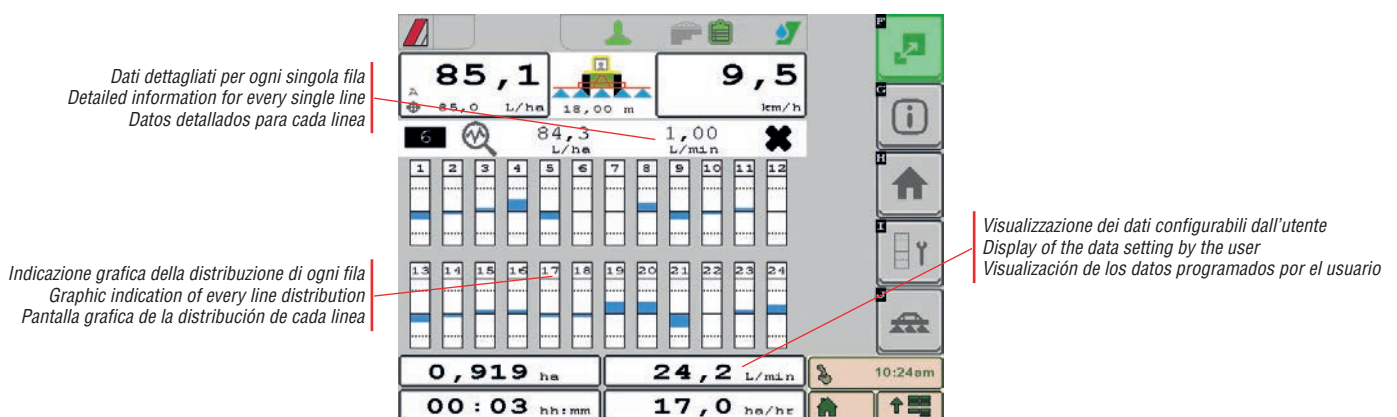 Dati dettagliati per ogni singola fila
Detailed information for every single line
Datos detallados para cada linea
Indicazione grafica della distribuzione di ogni fila
Graphic indication of every line distribution
Pantalla grafica de la distribución de cada linea
F
85,1
A
85,0 L/ha
18,00 m
9,5
km/h
G
6
84,3
L/ha
1,00
L/min
H
1 2 3 4 5 6 7 8 9 10 11 12
I
13 14 15 16 17 18 19 20 21 22 23 24
J
0,919 ha
24,2 L/min
10:24am
00:03 hh:mm
17,0 ha/hr
Visualizzazione dei dati configurabili dall'utente
Display of the data setting by the user
Visualización de los datos programados por el usuario